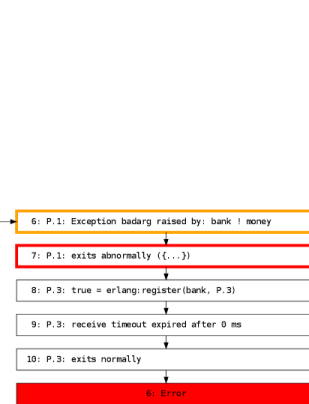 6: P.1: Exception badarg raised by: bank ! money
7: P.1: exits abnormally ({...})
8: P.3: true = erlang:register(bank, P.3)
9: P.3: receive timeout expired after 0 ms
10: P.3: exits normally
6: Error